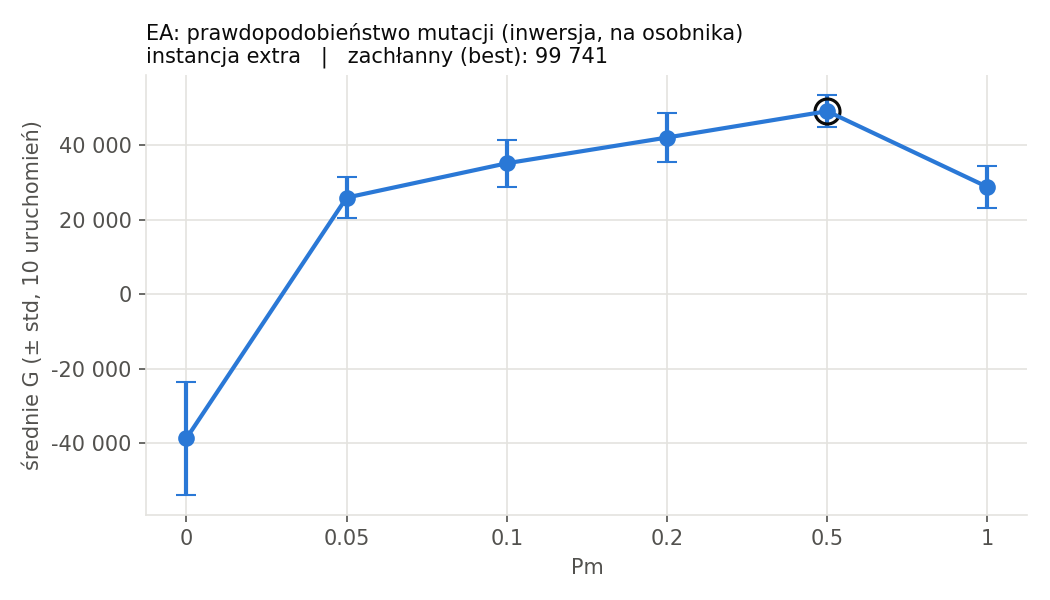 EA: prawdopodobieństwo mutacji (inwersja, na osobnika)
instancja extra | zachłanny (best): 99 741
średnie G (± std, 10 uruchomień)
40 000
20 000
0
-20 000
-40 000
0 0.05 0.1 0.2 0.5 1
Pm